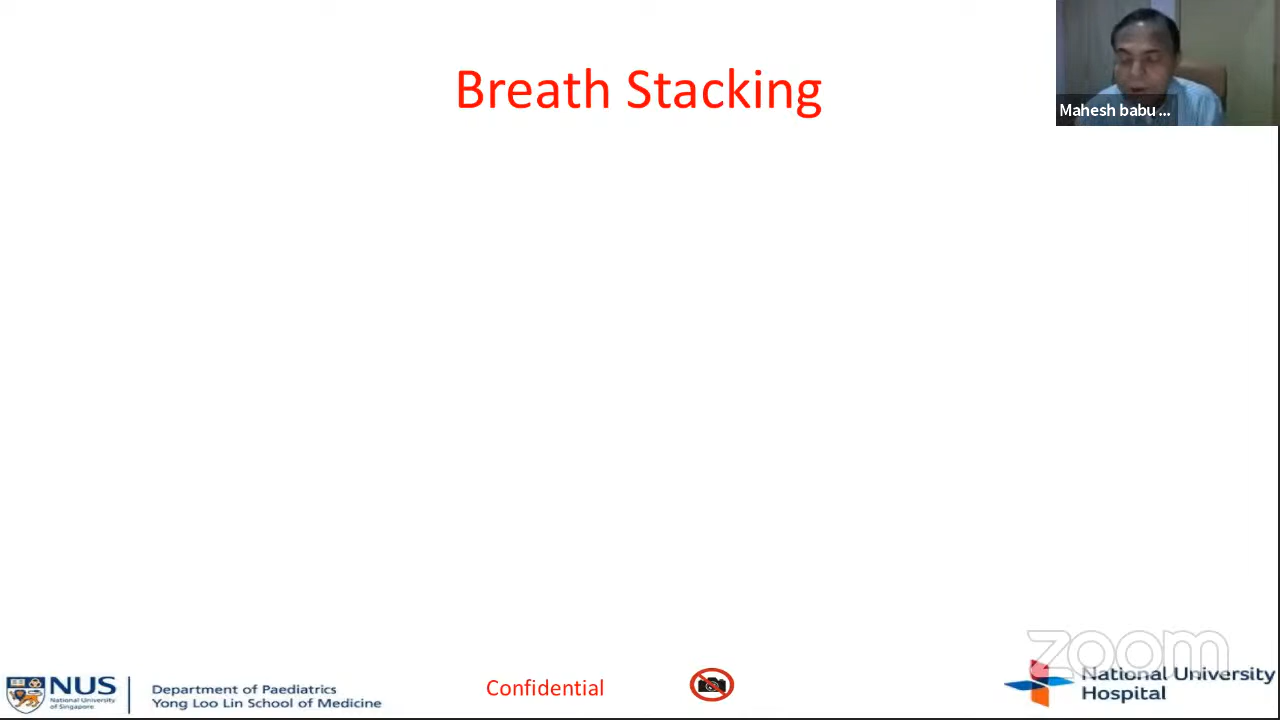 Breath Stacking
Mahesh babu ...
zoom
NUS
National University
of Singapore
Department of Paediatrics
Yong Loo Lin School of Medicine
Confidential
National University
Hospital